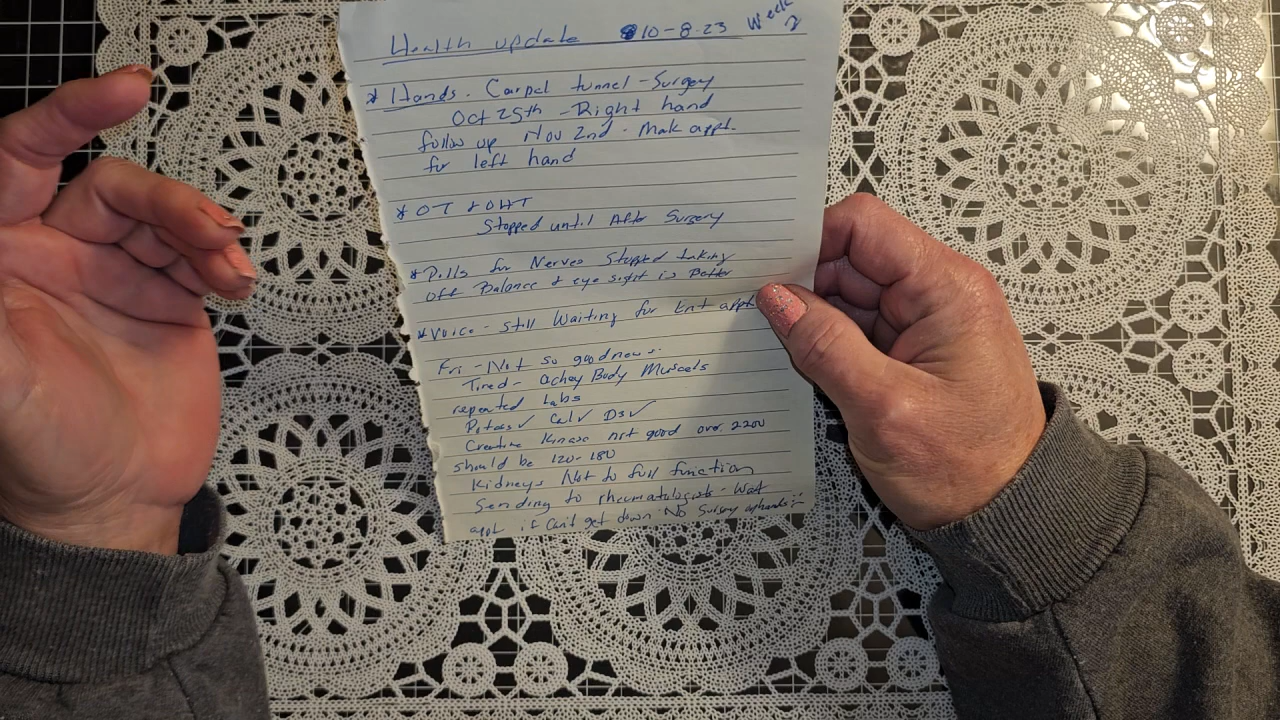 Health update 10-8-23 Week 2
* Hands - Carpal tunnel - Surgery
Oct 25th - Right hand
follow up Nov 2nd - Mak appt.
for left hand
* OT
Stopped until After Surgery
* Pills for Nerves Stopped taking
off Balance & eye sight is Better
* Voice - Still Waiting for Ent appt
Fri - Not so good news.
Tired - achey Body Muscels
repeated Labs
Potass ✓ Cal ✓ D3 ✓
Creatine Kinase not good over 2200
should be 120-180
Kidneys Not to full function
Sending to rheumatologists - Wait
appt if Can't get down. No Surgery